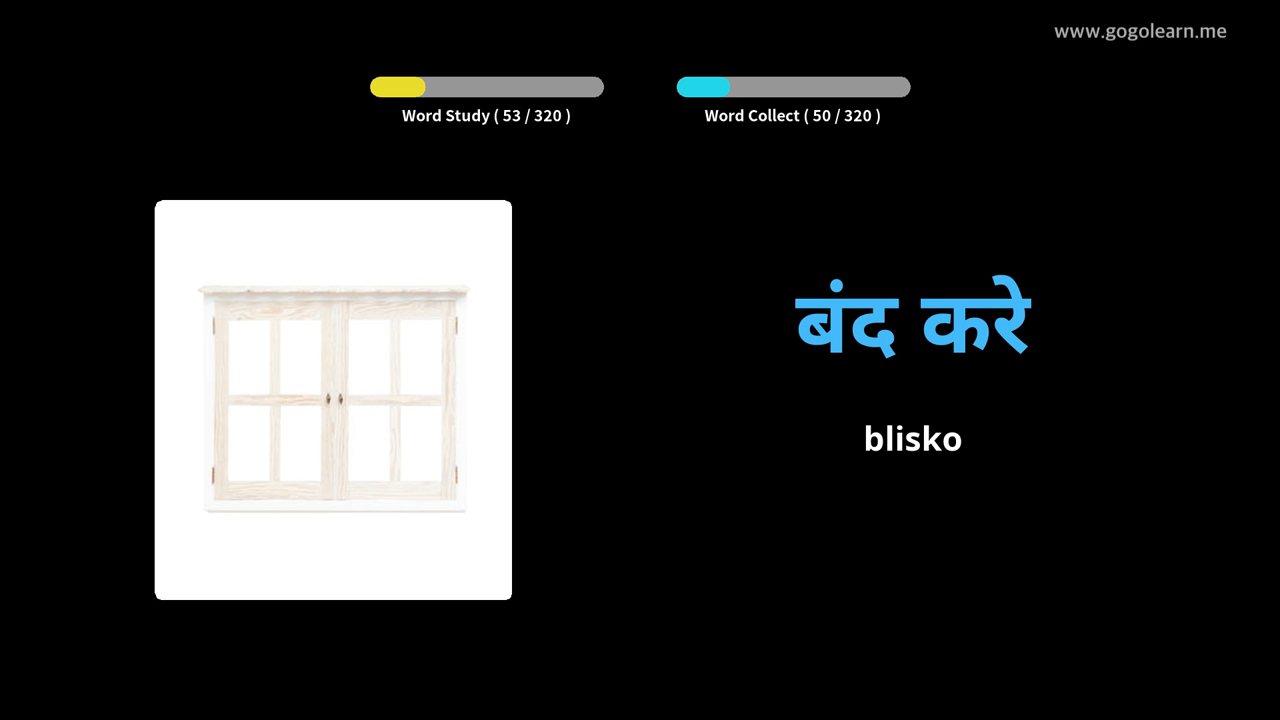 www.gogolearn.me
Word Study ( 53 / 320 )
Word Collect ( 50 / 320 )
बंद करे
blisko